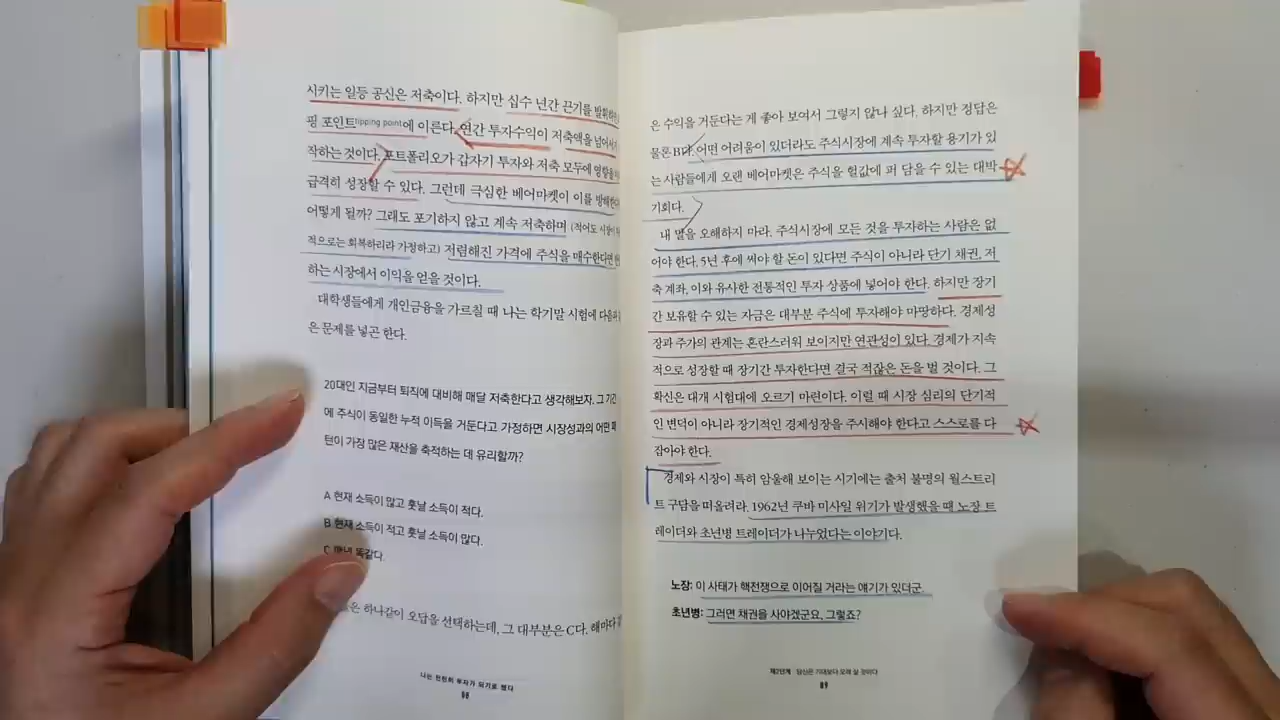 시키는 일등 공신은 저축이다. 하지만 십수 년간 끈기를 발휘하
핑 포인트tipping point에 이른다. 연간 투자수익이 저축액을 넘어서
작하는 것이다. 포트폴리오가 갑자기 투자와 저축 모두에 영향을
급격히 성장할 수 있다. 그런데 극심한 베어마켓이 이를 방해한
어떻게 될까? 그래도 포기하지 않고 계속 저축하며 (적어도 시장이
적으로는 회복하리라 가정하고) 저렴해진 가격에 주식을 매수한다면
하는 시장에서 이익을 얻을 것이다.
대학생들에게 개인금융을 가르칠 때 나는 학기말 시험에 다음과
은 문제를 넣곤 한다.
20대인 지금부터 퇴직에 대비해 매달 저축한다고 생각해보자. 그 기간
에 주식이 동일한 누적 이득을 거둔다고 가정하면 시장성과의 어떤 패
턴이 가장 많은 재산을 축적하는 데 유리할까?
A 현재 소득이 많고 훗날 소득이 적다.
B 현재 소득이 적고 훗날 소득이 많다.
C 매년 똑같다.
은 하나같이 오답을 선택하는데, 그 대부분은 C다. 해마다
나는 천천히 부자가 되기로 했다
88
은 수익을 거둔다는 게 좋아 보여서 그렇지 않나 싶다. 하지만 정답은
물론 B다. 어떤 어려움이 있더라도 주식시장에 계속 투자할 용기가 있
는 사람들에게 오랜 베어마켓은 주식을 헐값에 퍼 담을 수 있는 대박
기회다.
내 말을 오해하지 마라. 주식시장에 모든 것을 투자하는 사람은 없
어야 한다. 5년 후에 써야 할 돈이 있다면 주식이 아니라 단기 채권, 저
축 계좌, 이와 유사한 전통적인 투자 상품에 넣어야 한다. 하지만 장기
간 보유할 수 있는 자금은 대부분 주식에 투자해야 마땅하다. 경제성
장과 주가의 관계는 혼란스러워 보이지만 연관성이 있다. 경제가 지속
적으로 성장할 때 장기간 투자한다면 결국 적잖은 돈을 벌 것이다. 그
확신은 대개 시험대에 오르기 마련이다. 이럴 때 시장 심리의 단기적
인 변덕이 아니라 장기적인 경제성장을 주시해야 한다고 스스로를 다
잡아야 한다.
경제와 시장이 특히 암울해 보이는 시기에는 출처 불명의 월스트리
트 구담을 떠올려라. 1962년 쿠바 미사일 위기가 발생했을 때 노장 트
레이더와 초년병 트레이더가 나누었다는 이야기다.
노장: 이 사태가 핵전쟁으로 이어질 거라는 얘기가 있더군.
초년병: 그러면 채권을 사야겠군요, 그렇죠?
제2단계 당신은 기대보다 오래 살 것이다
89